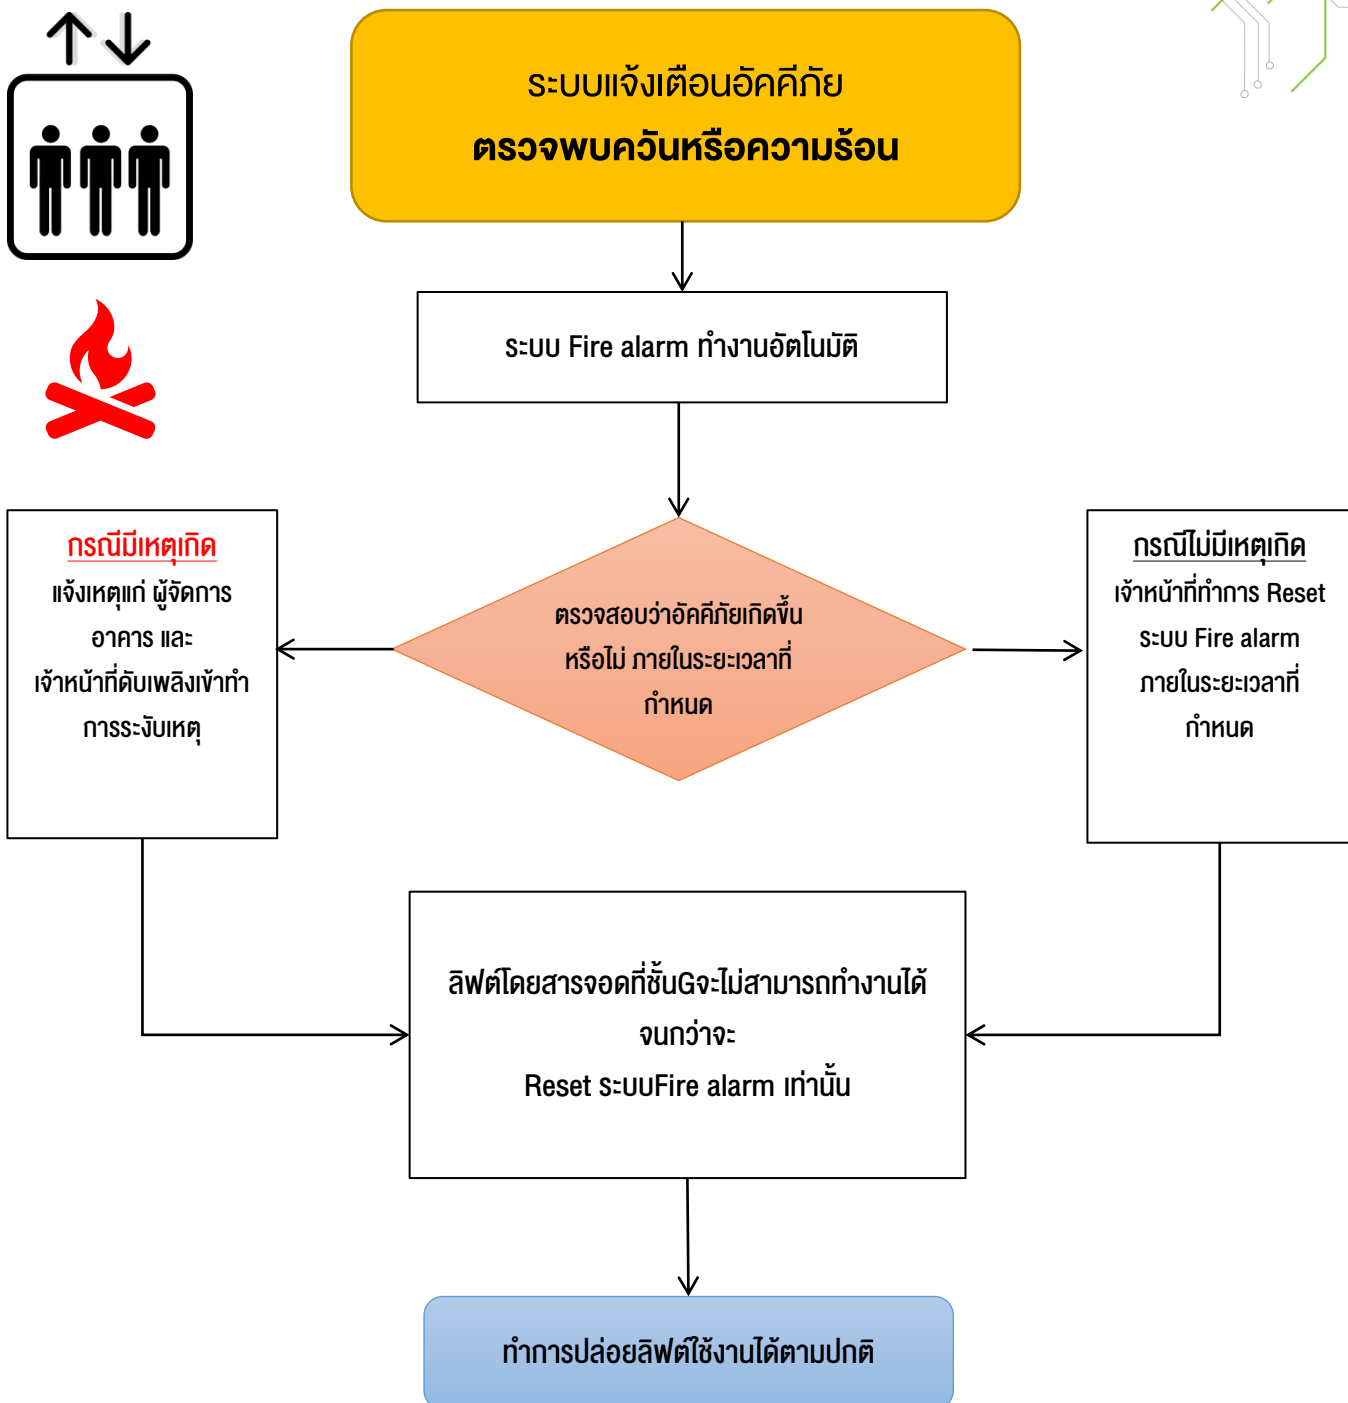 ระบบแจ้งเตือนอัคคีภัย
ตรวจพบควันหรือความร้อน
ระบบ Fire alarm ทำงานอัตโนมัติ
กรณีมีเหตุเกิด
แจ้งเหตุแก่ ผู้จัดการ
อาคาร และ
เจ้าหน้าที่ดับเพลิงเข้าทำ
การระงับเหตุ
ตรวจสอบว่าอัคคีภัยเกิดขึ้น
หรือไม่ ภายในระยะเวลาที่
กำหนด
กรณีไม่มีเหตุเกิด
เจ้าหน้าที่ทำการ Reset
ระบบ Fire alarm
ภายในระยะเวลาที่
กำหนด
ลิฟต์โดยสารจอดที่ชั้นGจะไม่สามารถทำงานได้
จนกว่าจะ
Reset ระบบFire alarm เท่านั้น
ทำการปล่อยลิฟต์ใช้งานได้ตามปกติ